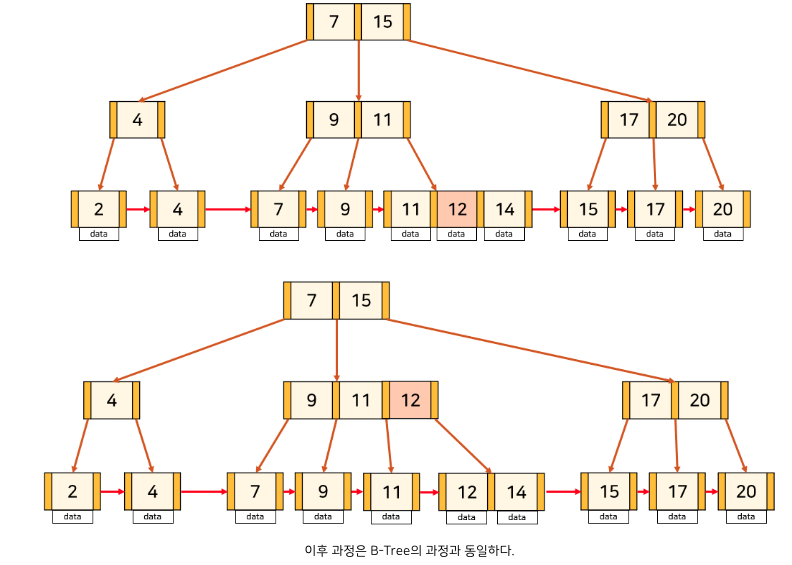 7 15
4 9 11 17 20
2 4 7 9 11 12 14 15 17 20
data data data data data data data data data data
7 15
4 9 11 12 17 20
2 4 7 9 11 12 14 15 17 20
data data data data data data data data data data
이후 과정은 B-Tree의 과정과 동일하다.